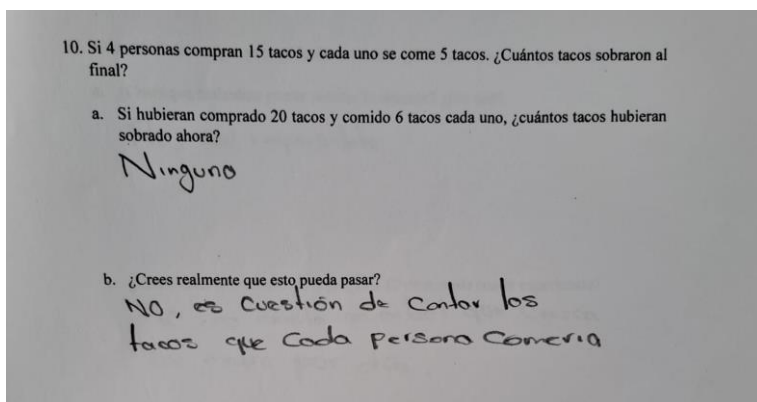 10. Si 4 personas compran 15 tacos y cada uno se come 5 tacos. ¿Cuántos tacos sobraron al
final?
a. Si hubieran comprado 20 tacos y comido 6 tacos cada uno, ¿cuántos tacos hubieran
sobrado ahora?
Ninguno
b. ¿Crees realmente que esto pueda pasar?
NO, es cuestión de contar los
tacos que cada persona comeria